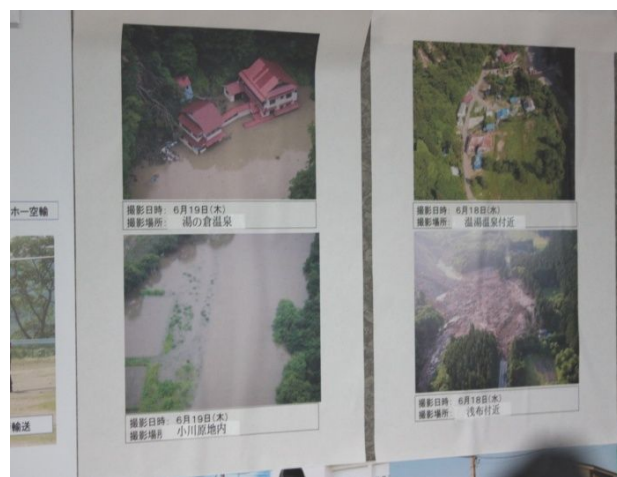 ホー空輸
輸送
撮影日時: 6月19日(木)
撮影場所: 湯の倉温泉
撮影日時: 6月19日(木)
撮影場所 小川原地内
撮影日時: 6月18日(水)
撮影場所: 温湯温泉付近
撮影日時: 6月18日(水)
撮影場所: 浅布付近